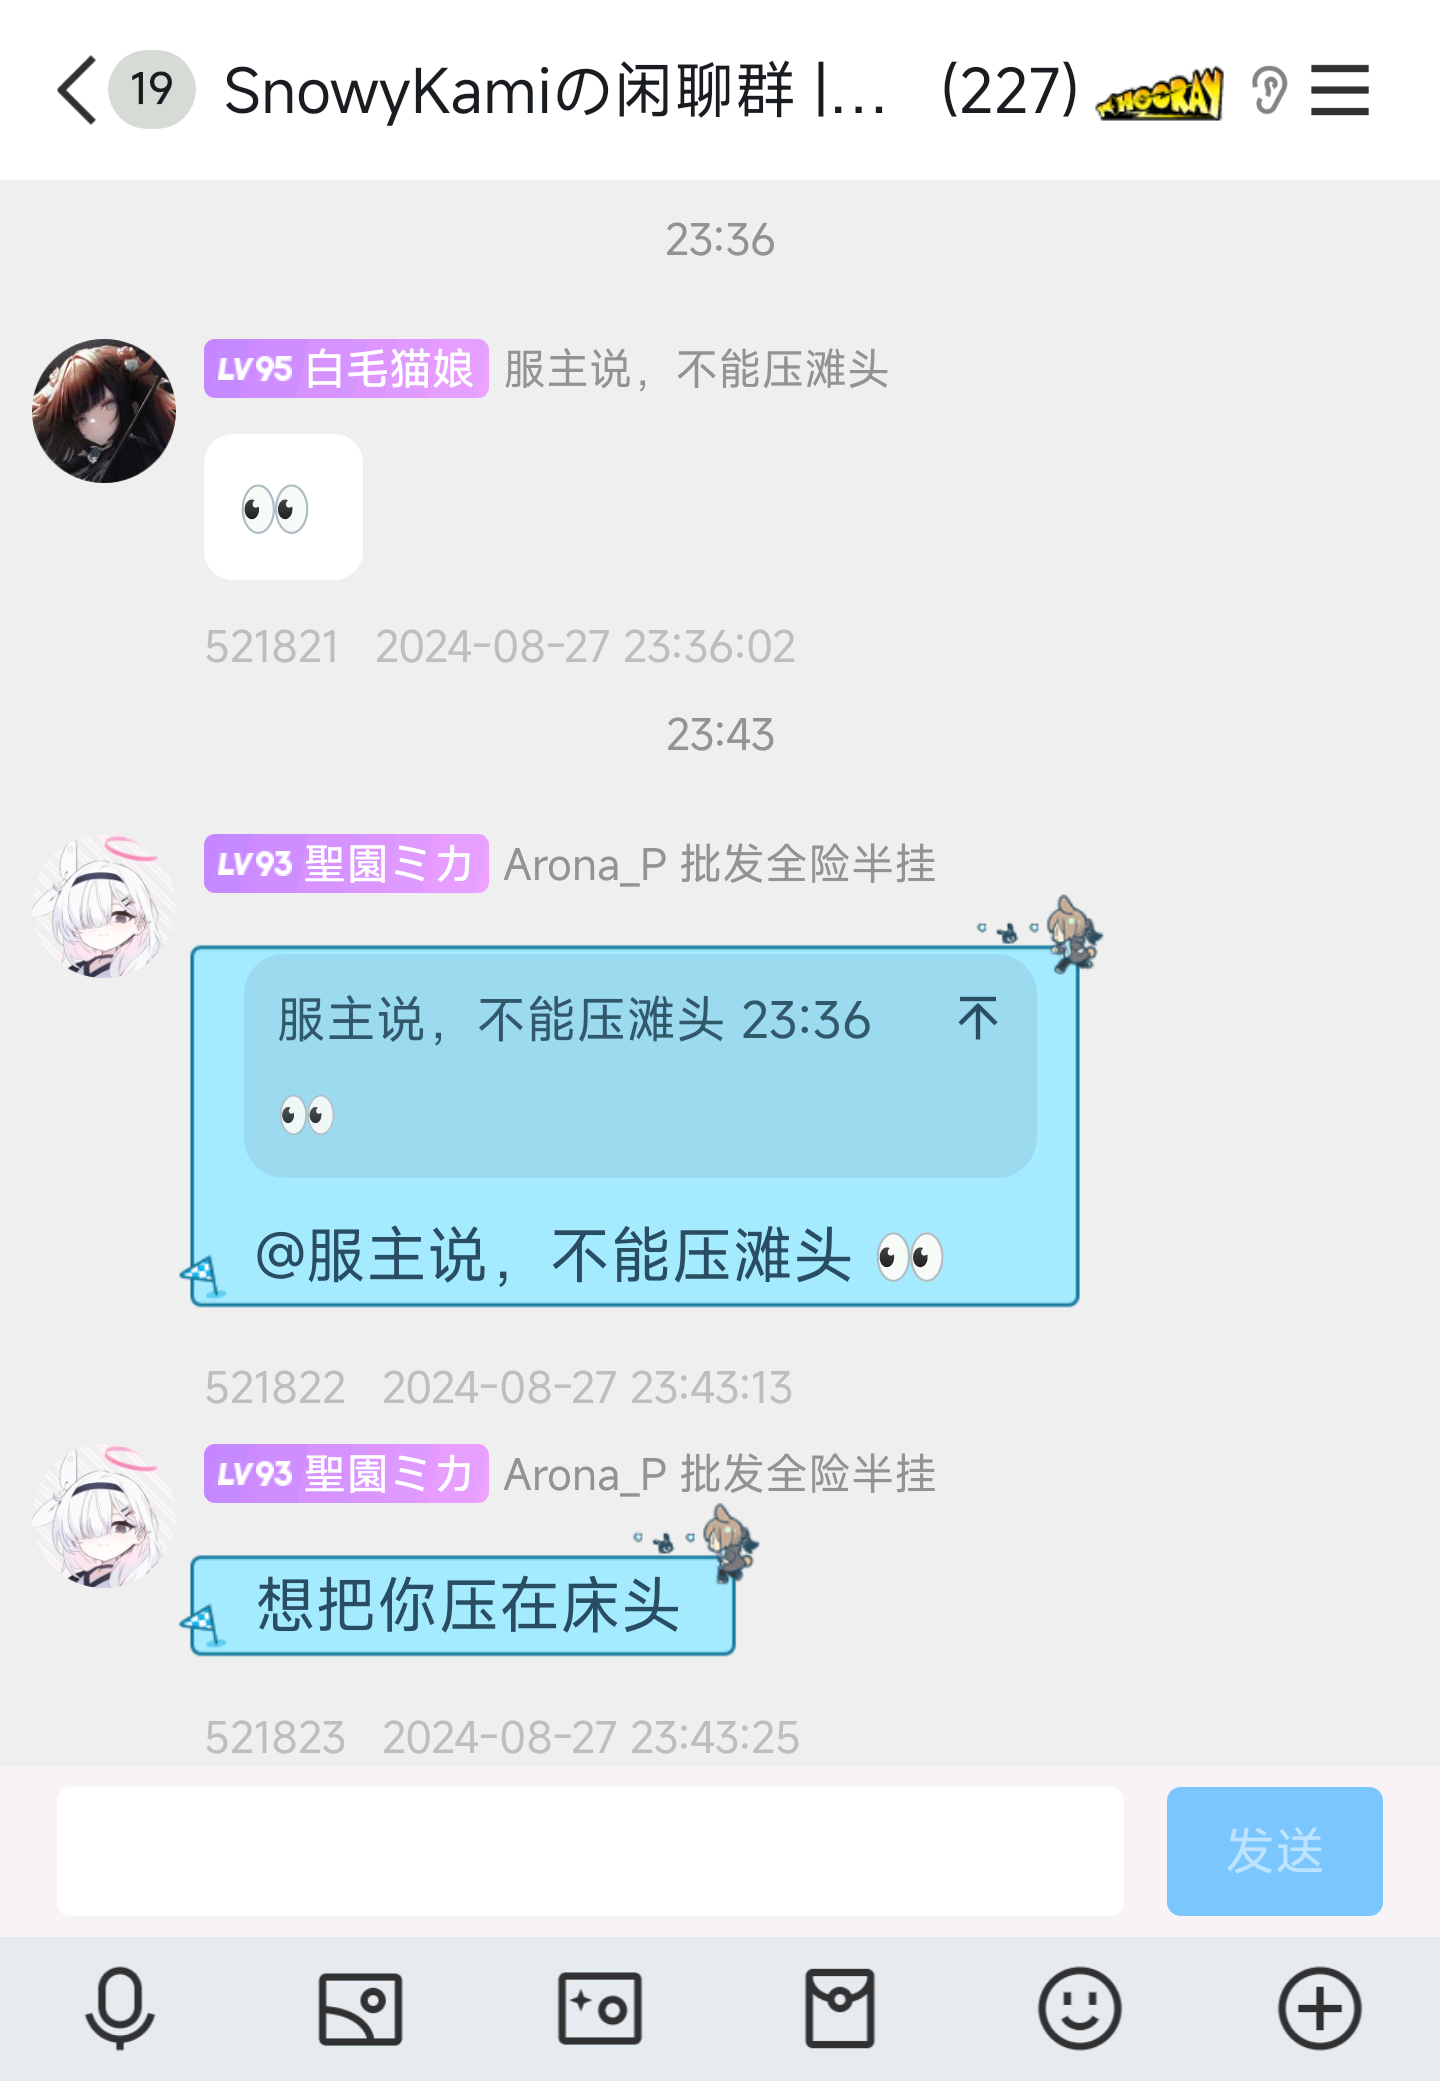 19 SnowyKamiの闲聊群 |... (227) HOORAY
23:36
LV95 白毛猫娘 服主说，不能压滩头
👀
521821 2024-08-27 23:36:02
23:43
LV93 聖園ミカ Arona_P 批发全险半挂
服主说，不能压滩头 23:36
👀
@服主说，不能压滩头 👀
521822 2024-08-27 23:43:13
LV93 聖園ミカ Arona_P 批发全险半挂
想把你压在床头
521823 2024-08-27 23:43:25
发送